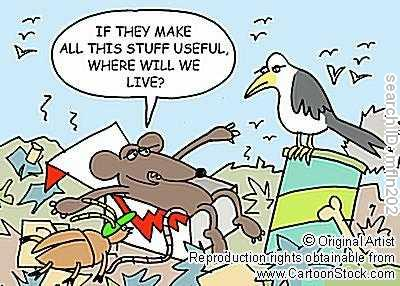 IF THEY MAKE
ALL THIS STUFF USEFUL,
WHERE WILL WE
LIVE?
© Original Artist
Reproduction rights obtainable from
www.CartoonStock.com